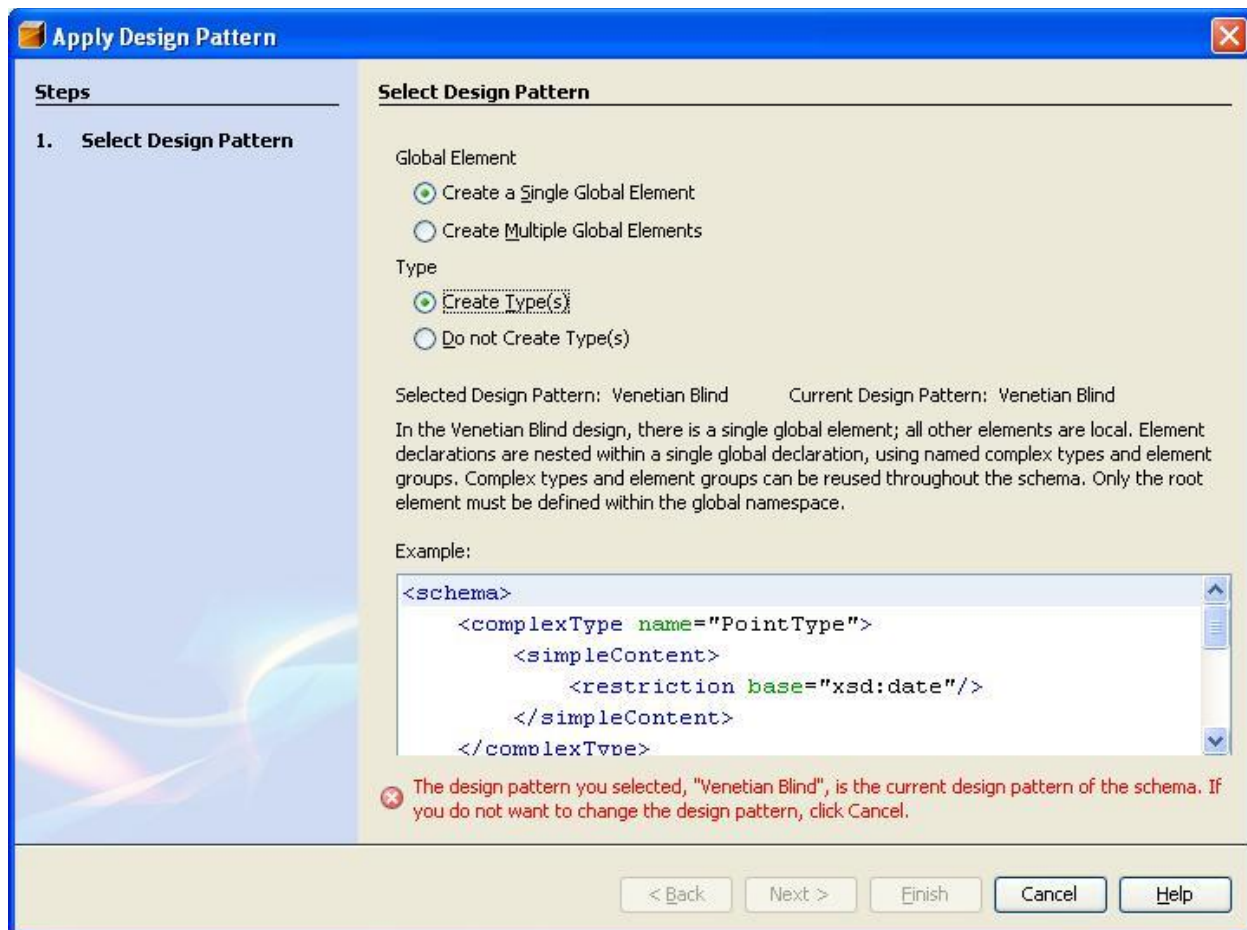 Apply Design Pattern
Steps
1. Select Design Pattern
Select Design Pattern
Global Element
Create a Single Global Element
Create Multiple Global Elements
Type
Create Type(s)
Do not Create Type(s)
Selected Design Pattern: Venetian Blind Current Design Pattern: Venetian Blind
In the Venetian Blind design, there is a single global element; all other elements are local. Element
declarations are nested within a single global declaration, using named complex types and element
groups. Complex types and element groups can be reused throughout the schema. Only the root
element must be defined within the global namespace.
Example:
<schema>
<complexType name="PointType">
<simpleContent>
<restriction base="xsd:date"/>
</simpleContent>
</complexType>
The design pattern you selected, "Venetian Blind", is the current design pattern of the schema. If
you do not want to change the design pattern, click Cancel.
< Back Next > Finish Cancel Help